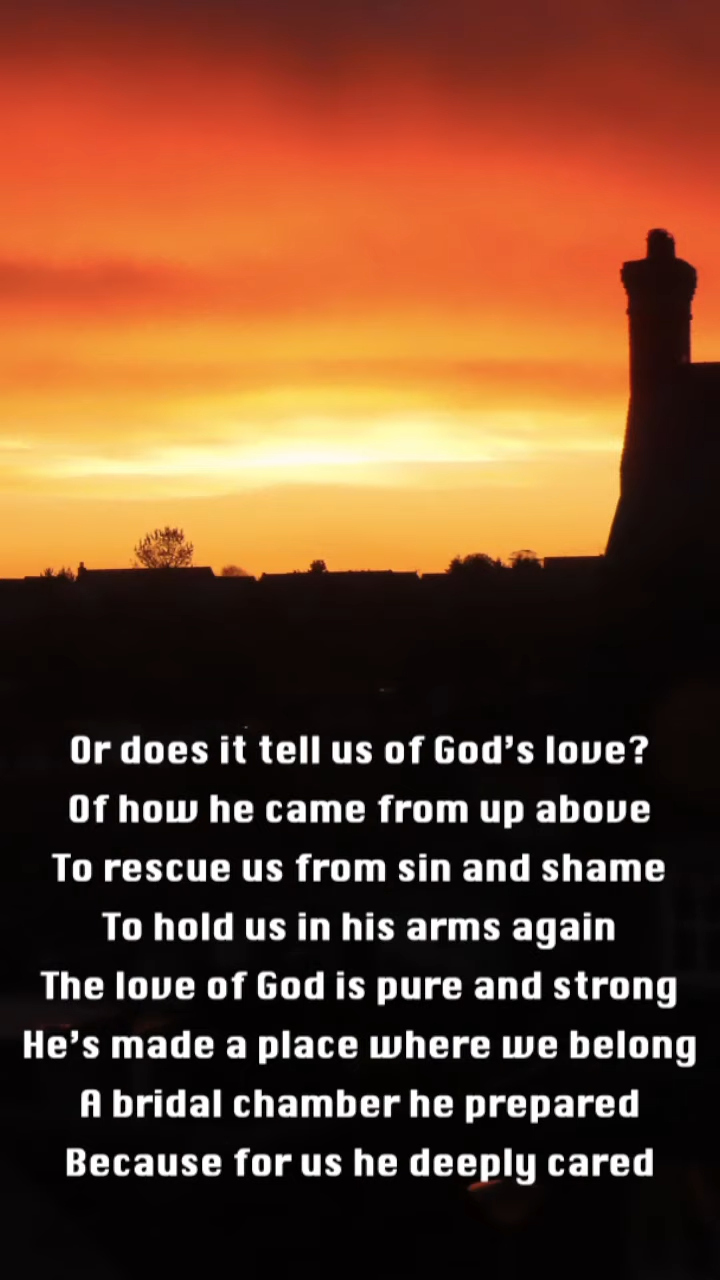 Or does it tell us of God’s love?
Of how he came from up above
To rescue us from sin and shame
To hold us in his arms again
The love of God is pure and strong
He’s made a place where we belong
A bridal chamber he prepared
Because for us he deeply cared